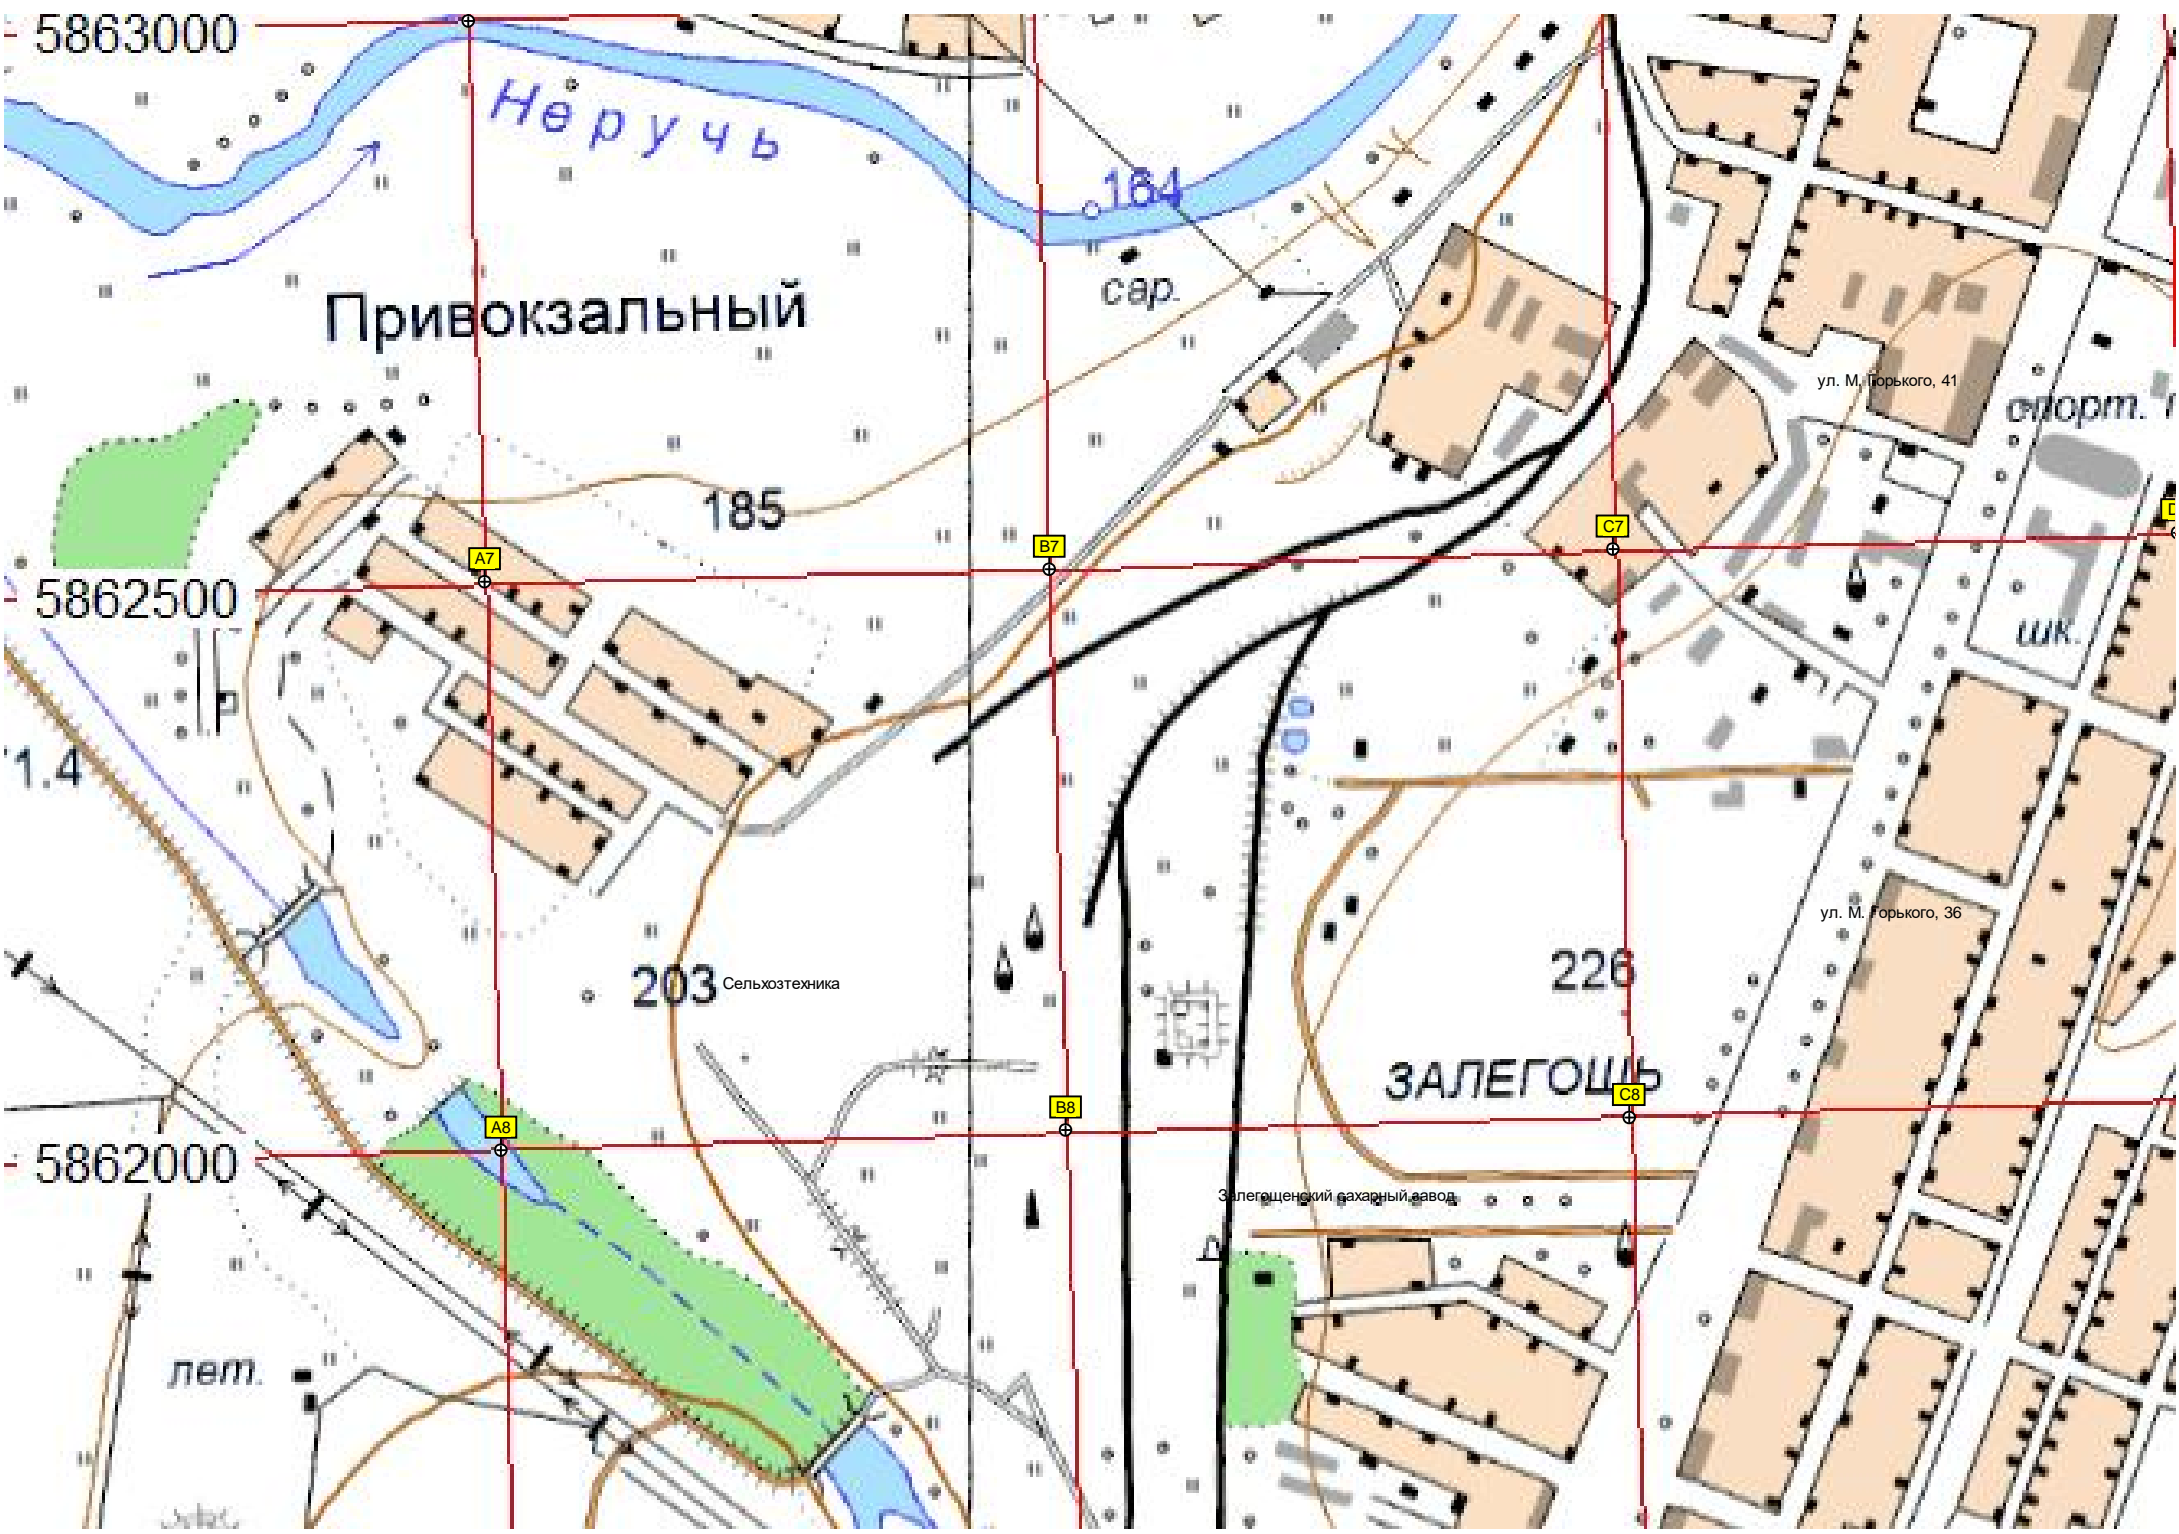 5863000
Неручь
164
сар.
Привокзальный
ул. М. Горького, 41
спорт.
185
A7
B7
C7
D
5862500
шк.
71.4
ул. М. Горького, 36
203
Сельхозтехника
226
ЗАЛЕГОЩЬ
A8
B8
C8
5862000
Залегощенский сахарный завод
лет.